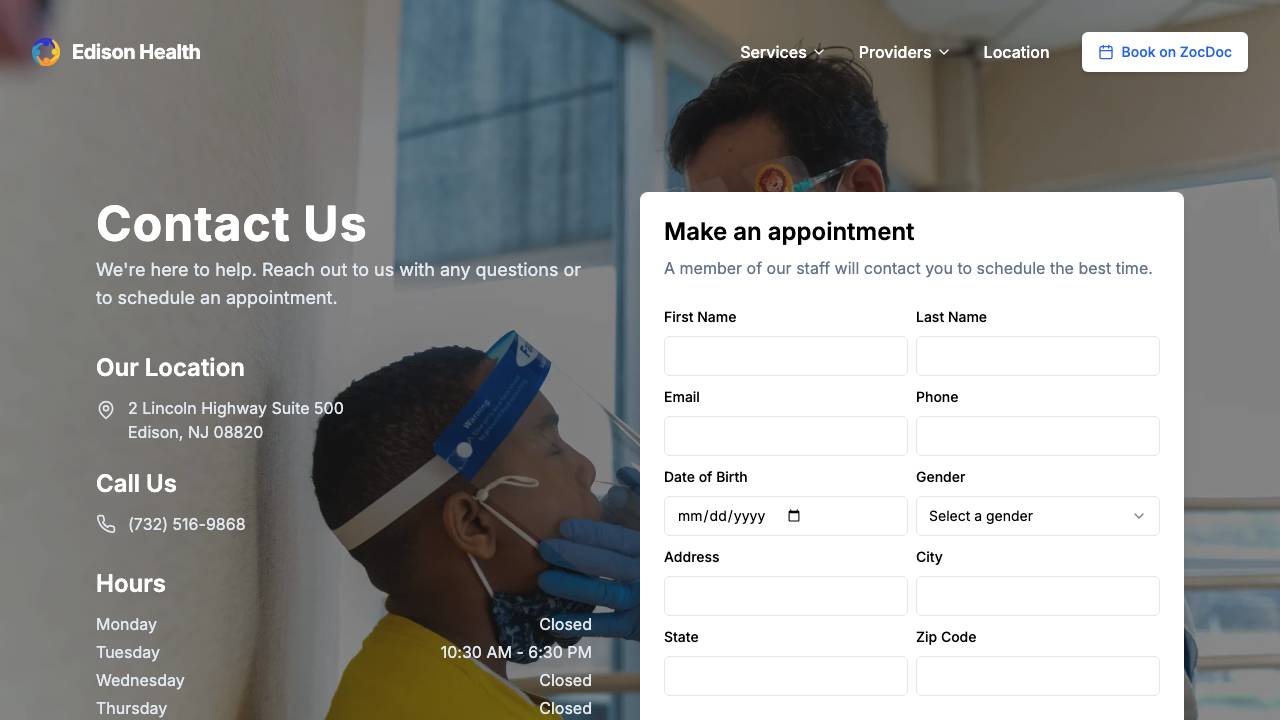 Edison Health
Services
Providers
Location
Book on ZocDoc
Contact Us
We're here to help. Reach out to us with any questions or
to schedule an appointment.
Our Location
2 Lincoln Highway Suite 500
Edison, NJ 08820
Call Us
(732) 516-9868
Hours
Monday Closed
Tuesday 10:30 AM - 6:30 PM
Wednesday Closed
Thursday Closed
Make an appointment
A member of our staff will contact you to schedule the best time.
First Name Last Name
Email Phone
Date of Birth Gender
mm/dd/yyyy Select a gender
Address City
State Zip Code
Warning